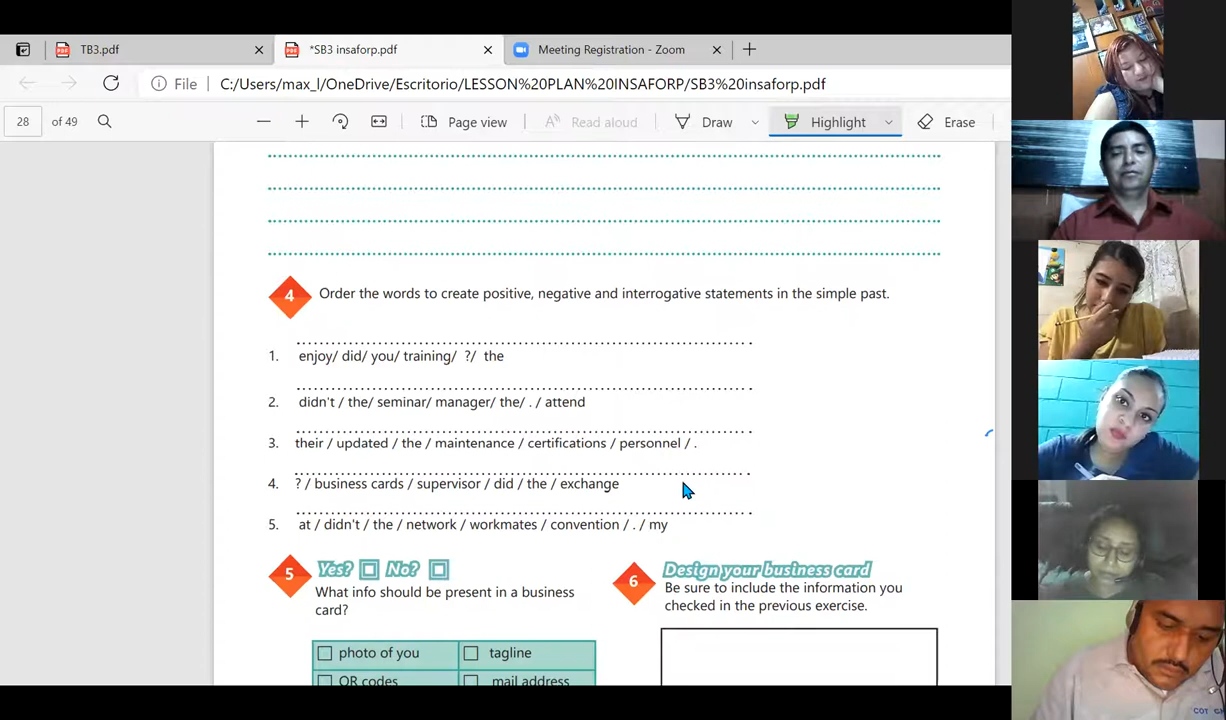 TB3.pdf
*SB3 insaforp.pdf
Meeting Registration - Zoom
File
C:/Users/max_l/OneDrive/Escritorio/LESSON%20PLAN%20INSAFORP/SB3%20insaforp.pdf
28 of 49
Page view
Read aloud
Draw
Highlight
Erase
4 Order the words to create positive, negative and interrogative statements in the simple past.
1. enjoy/ did/ you/ training/ ?/ the
2. didn't / the/ seminar/ manager/ the/ . / attend
3. their / updated / the / maintenance / certifications / personnel / .
4. ? / business cards / supervisor / did / the / exchange
5. at / didn't / the / network / workmates / convention / . / my
5 Yes? No?
What info should be present in a business
card?
photo of you
tagline
QR codes
mail address
6 Design your business card
Be sure to include the information you
checked in the previous exercise.